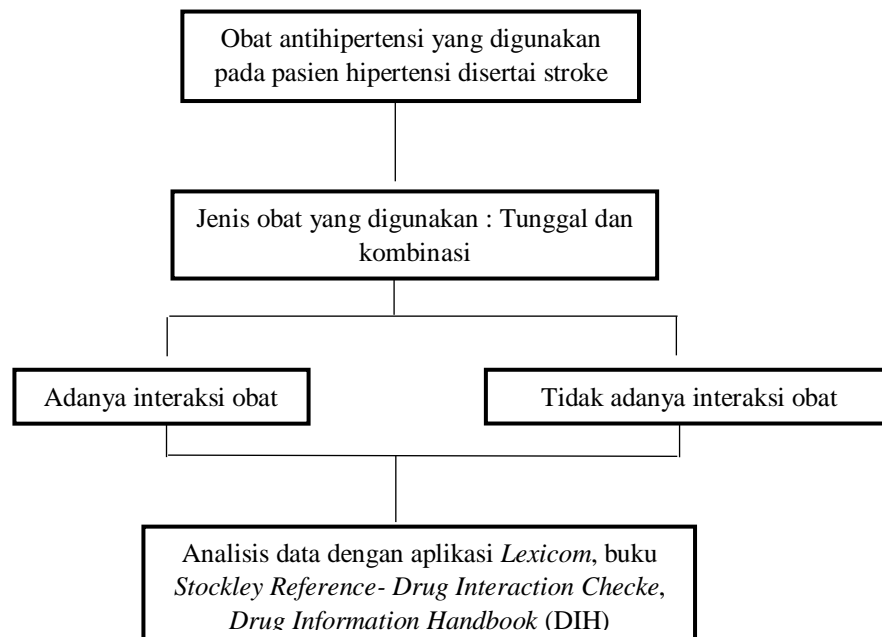 Obat antihipertensi yang digunakan
pada pasien hipertensi disertai stroke
Jenis obat yang digunakan : Tunggal dan
kombinasi
Adanya interaksi obat
Tidak adanya interaksi obat
Analisis data dengan aplikasi Lexicom, buku
Stockley Reference- Drug Interaction Checke,
Drug Information Handbook (DIH)